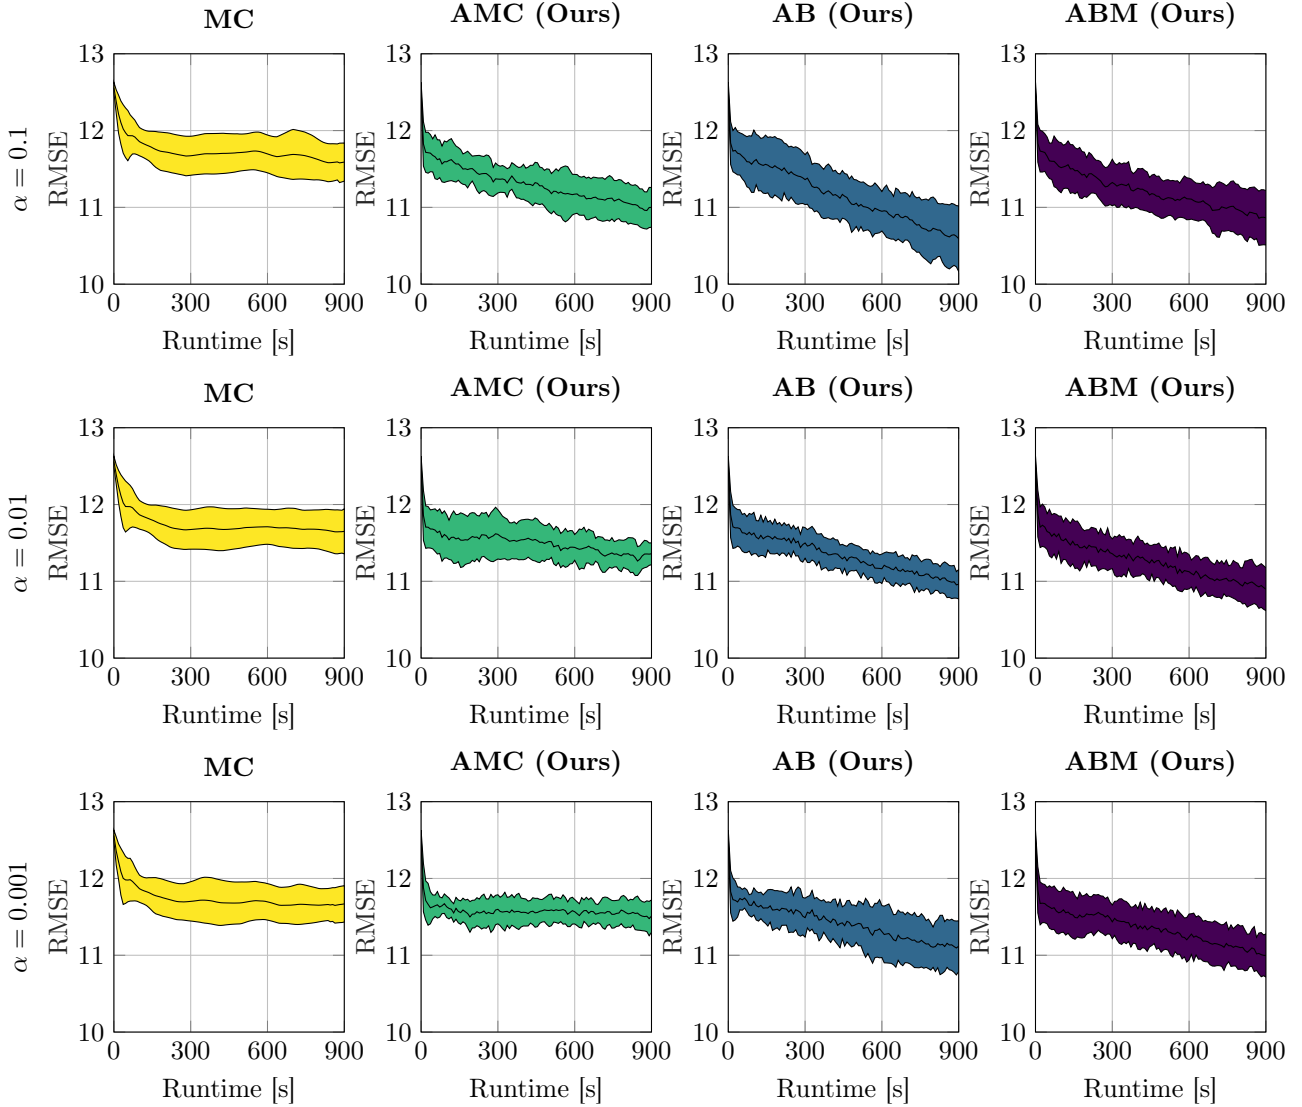 MC AMC (Ours) AB (Ours) ABM (Ours)
13 13 13 13
12 12 12 12
11 11 11 11
10 10 10 10
α = 0.1
RMSE RMSE RMSE RMSE
0 300 600 900 0 300 600 900 0 300 600 900 0 300 600 900
Runtime [s] Runtime [s] Runtime [s] Runtime [s]
MC AMC (Ours) AB (Ours) ABM (Ours)
13 13 13 13
12 12 12 12
11 11 11 11
10 10 10 10
α = 0.01
RMSE RMSE RMSE RMSE
0 300 600 900 0 300 600 900 0 300 600 900 0 300 600 900
Runtime [s] Runtime [s] Runtime [s] Runtime [s]
MC AMC (Ours) AB (Ours) ABM (Ours)
13 13 13 13
12 12 12 12
11 11 11 11
10 10 10 10
α = 0.001
RMSE RMSE RMSE RMSE
0 300 600 900 0 300 600 900 0 300 600 900 0 300 600 900
Runtime [s] Runtime [s] Runtime [s] Runtime [s]